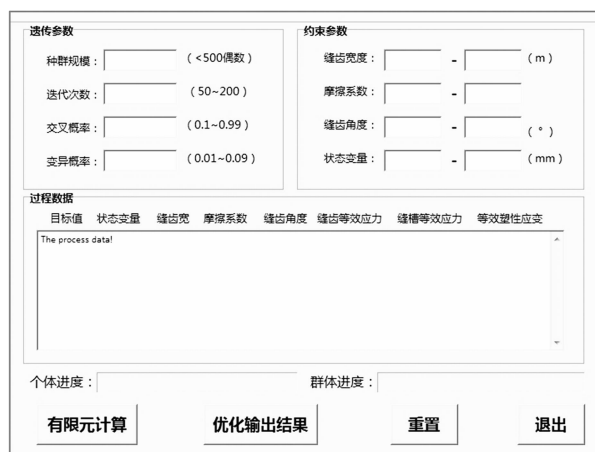 遗传参数
种群规模： （<500偶数）
迭代次数： （50~200）
交叉概率： （0.1~0.99）
变异概率： （0.01~0.09）
约束参数
缝齿宽度： - （m）
摩擦系数： -
缝齿角度： - （°）
状态变量： - （mm）
过程数据
目标值 状态变量 缝齿宽 摩擦系数 缝齿角度 缝齿等效应力 缝槽等效应力 等效塑性应变
The process data!
个体进度： 群体进度：
有限元计算 优化输出结果 重置 退出